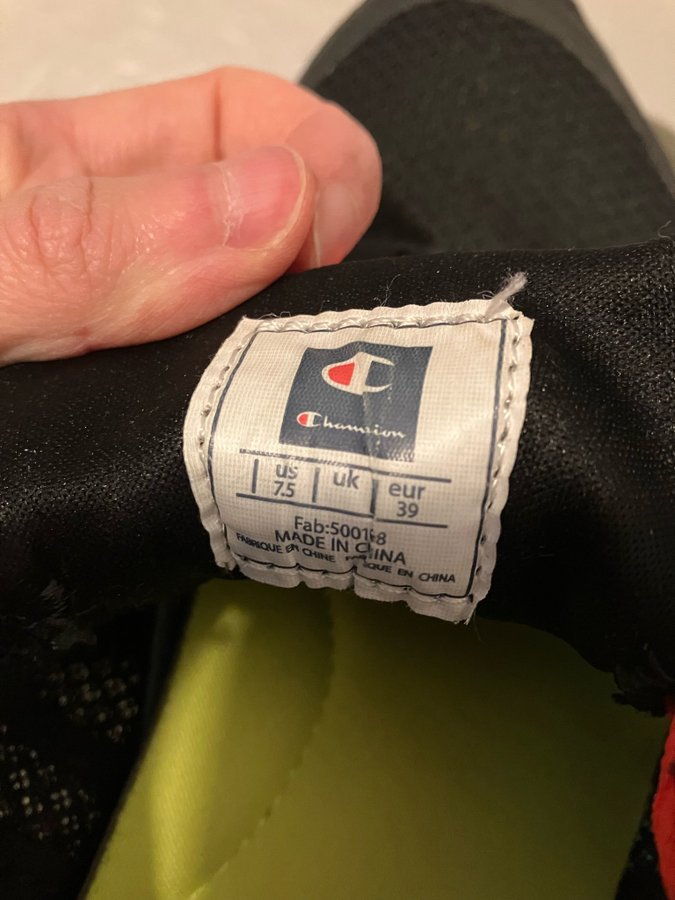 Champion
us uk eur
7.5 39
MADE IN CHINA
FABRIQUE EN CHINE EN CHINA